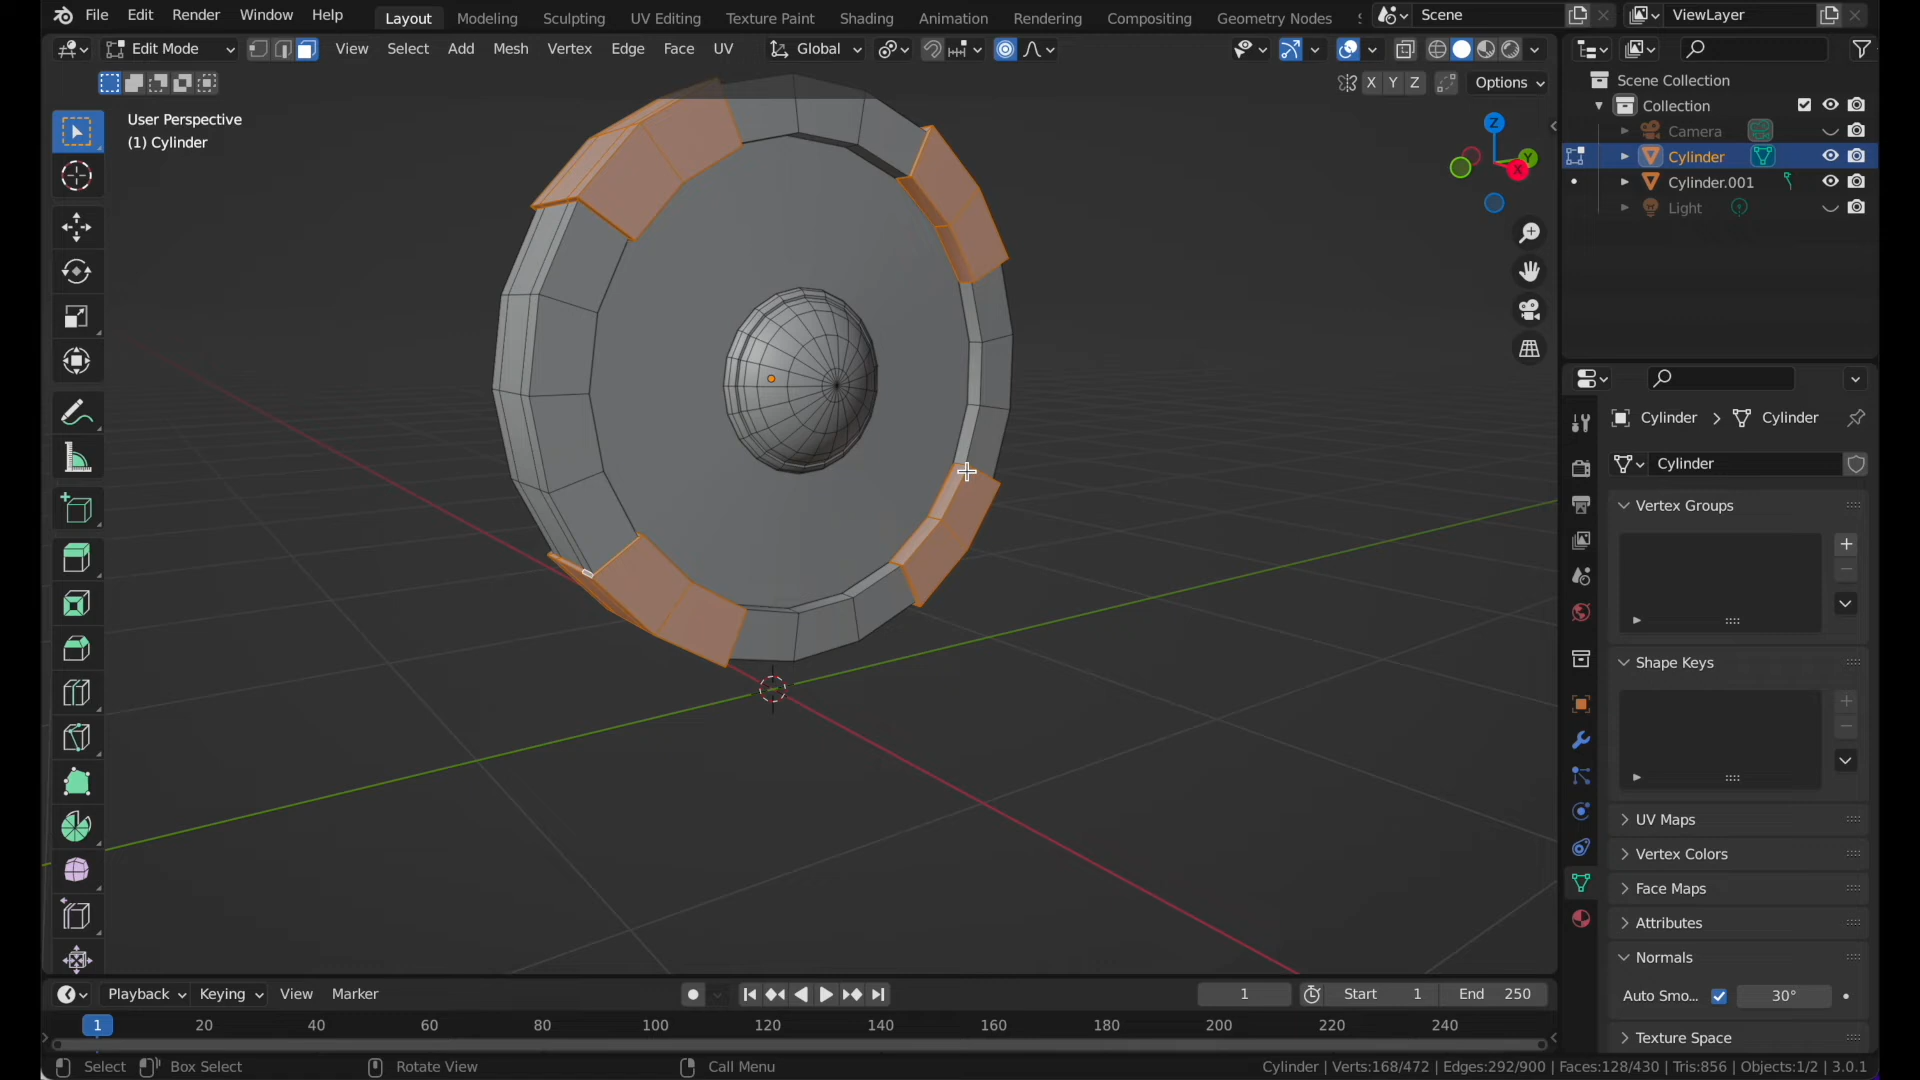 File Edit Render Window Help Layout Modeling Sculpting UV Editing Texture Paint Shading Animation Rendering Compositing Geometry Nodes Scene ViewLayer
Edit Mode View Select Add Mesh Vertex Edge Face UV Global
X Y Z Options
User Perspective
(1) Cylinder
Z
Y
X
Scene Collection
Collection
Camera
Cylinder
Cylinder.001
Light
Cylinder Cylinder
Cylinder
Vertex Groups
Shape Keys
UV Maps
Vertex Colors
Face Maps
Attributes
Normals
Auto Smo... 30°
Texture Space
Playback Keying View Marker 1 Start 1 End 250
1 20 40 60 80 100 120 140 160 180 200 220 240
Select Box Select Rotate View Call Menu Cylinder | Verts:168/472 | Edges:292/900 | Faces:128/430 | Tris:856 | Objects:1/2 | 3.0.1